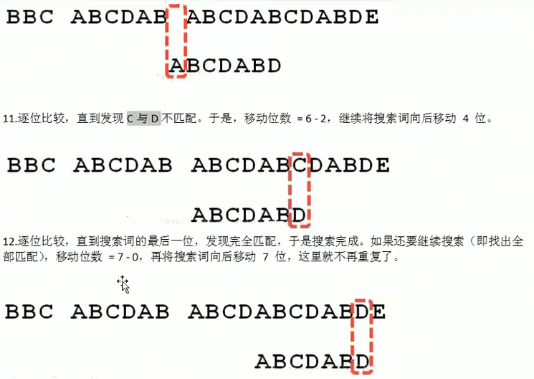 BBC ABCDAB ABCDABCDABDE
ABCDABD
11.逐位比较，直到发现 C 与 D 不匹配。于是，移动位数 = 6 - 2，继续将搜索词向后移动 4 位。
BBC ABCDAB ABCDABCDABDE
ABCDABD
12.逐位比较，直到搜索词的最后一位，发现完全匹配，于是搜索完成。如果还要继续搜索（即找出全
部匹配），移动位数 = 7 - 0，再将搜索词向后移动 7 位，这里就不再重复了。
BBC ABCDAB ABCDABCDABDE
ABCDABD